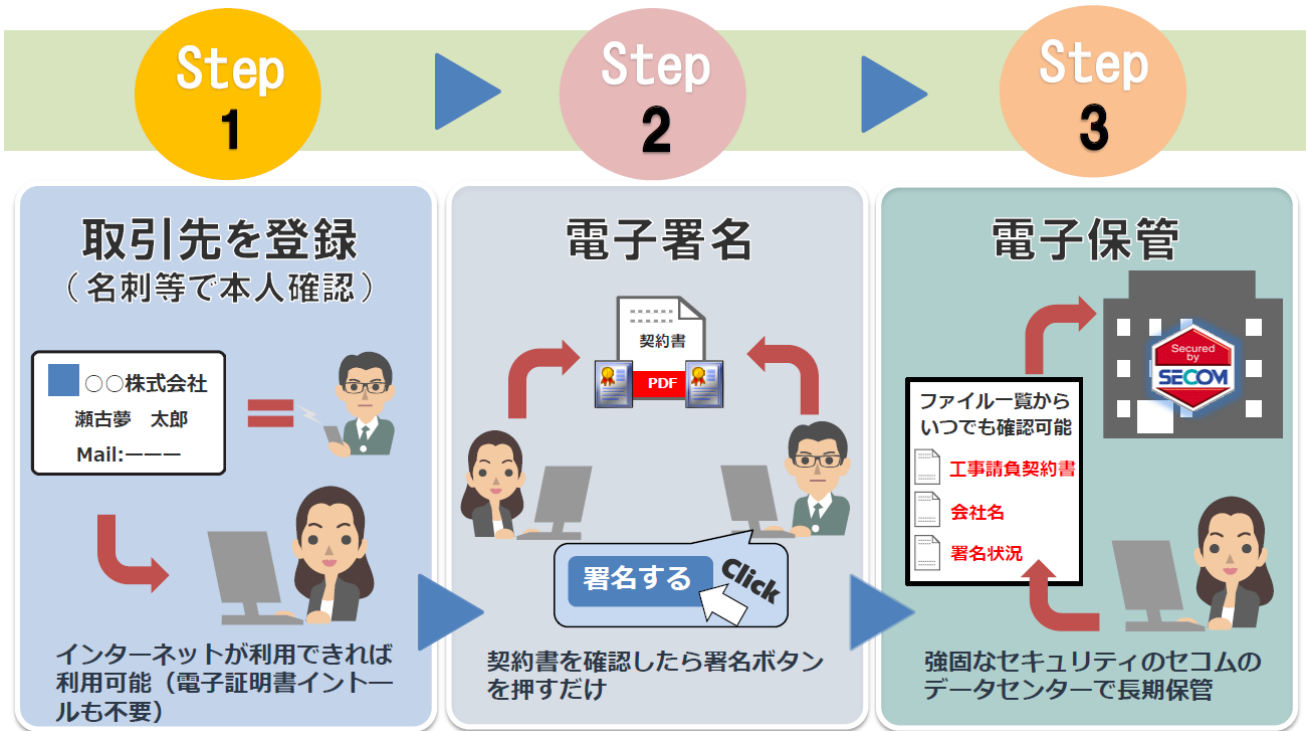 Step
1
Step
2
Step
3
取引先を登録
（名刺等で本人確認）
○○株式会社
瀬古夢 太郎
Mail:ーーー
インターネットが利用できれば
利用可能（電子証明書イントー
ルも不要）
電子署名
契約書
PDF
署名する
Click
契約書を確認したら署名ボタン
を押すだけ
電子保管
Secured
by
SECOM
ファイル一覧から
いつでも確認可能
工事請負契約書
会社名
署名状況
強固なセキュリティのセコムの
データセンターで長期保管